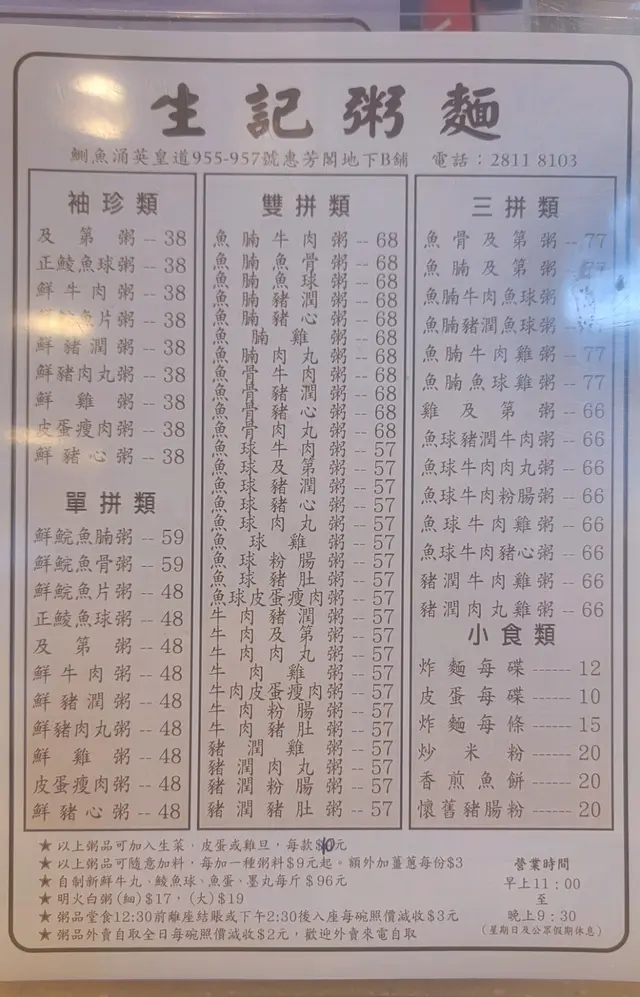 生記粥麵
鰂魚涌英皇道955-957號惠芳閣地下B舖 電話：2811 8103
袖珍類
及第粥--38
正鯪魚球粥--38
鮮牛肉粥--38
魚片粥--38
鮮豬潤粥--38
鮮豬肉丸粥--38
鮮雞粥--38
皮蛋瘦肉粥--38
鮮豬心粥--38
單拼類
鮮鯇魚腩粥--59
鮮鯇魚骨粥--59
鮮鯇魚片粥--48
正鯪魚球粥--48
及第粥--48
鮮牛肉粥--48
鮮豬潤粥--48
鮮豬肉丸粥--48
鮮雞粥--48
皮蛋瘦肉粥--48
鮮豬心粥--48
雙拼類
魚腩牛肉粥--68
魚腩魚骨粥--68
魚腩魚球粥--68
魚腩豬潤粥--68
魚腩豬心粥--68
魚腩雞粥--68
魚腩肉丸粥--68
魚骨牛肉粥--68
魚骨豬潤粥--68
魚骨豬心粥--68
魚骨肉丸粥--68
魚球牛肉粥--57
魚球及第粥--57
魚球豬潤粥--57
魚球豬心粥--57
魚球肉丸粥--57
魚球雞粥--57
魚球粉腸粥--57
魚球豬肚粥--57
魚球皮蛋瘦肉粥--57
牛肉豬潤粥--57
牛肉及第粥--57
牛肉肉丸粥--57
牛肉雞粥--57
牛肉皮蛋瘦肉粥--57
牛肉粉腸粥--57
牛肉豬肚粥--57
豬潤雞粥--57
豬潤肉丸粥--57
豬潤粉腸粥--57
豬潤豬肚粥--57
三拼類
魚骨及第粥--77
魚腩及第粥--
魚腩牛肉魚球粥
魚腩豬潤魚球粥
魚腩牛肉雞粥--77
魚腩魚球雞粥--77
雞及第粥--66
魚球豬潤牛肉粥--66
魚球牛肉肉丸粥--66
魚球牛肉粉腸粥--66
魚球牛肉雞粥--66
魚球牛肉豬心粥--66
豬潤牛肉雞粥--66
豬潤肉丸雞粥--66
小食類
炸麵每碟------12
皮蛋每碟------10
炸麵每條------15
炒米粉------20
香煎魚餅------20
懷舊豬腸粉------20
★以上粥品可加入生菜、皮蛋或雞旦，每款$10元
★以上粥品可隨意加料，每加一種粥料$9元起。額外加薑蔥每份$3
★自制新鮮牛丸、鯪魚球、魚蛋、墨丸每斤$96元
★明火白粥(細)$17，(大)$19
★粥品堂食12:30前離座結賬或下午2:30後入座每碗照價減收$3元
★粥品外賣自取全日每碗照價減收$2元，歡迎外賣來電自取
營業時間
早上11：00
至
晚上9：30
(星期日及公眾假期休息)